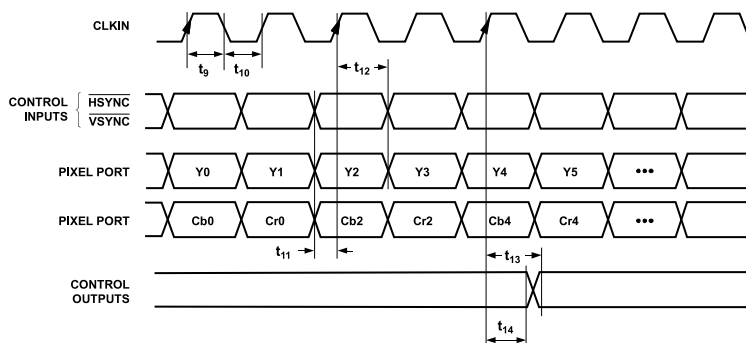 CLKIN
t9 t10
t12
CONTROL INPUTS { HSYNC
VSYNC
PIXEL PORT Y0 Y1 Y2 Y3 Y4 Y5 •••
PIXEL PORT Cb0 Cr0 Cb2 Cr2 Cb4 Cr4 •••
t11
t13
CONTROL
OUTPUTS
t14